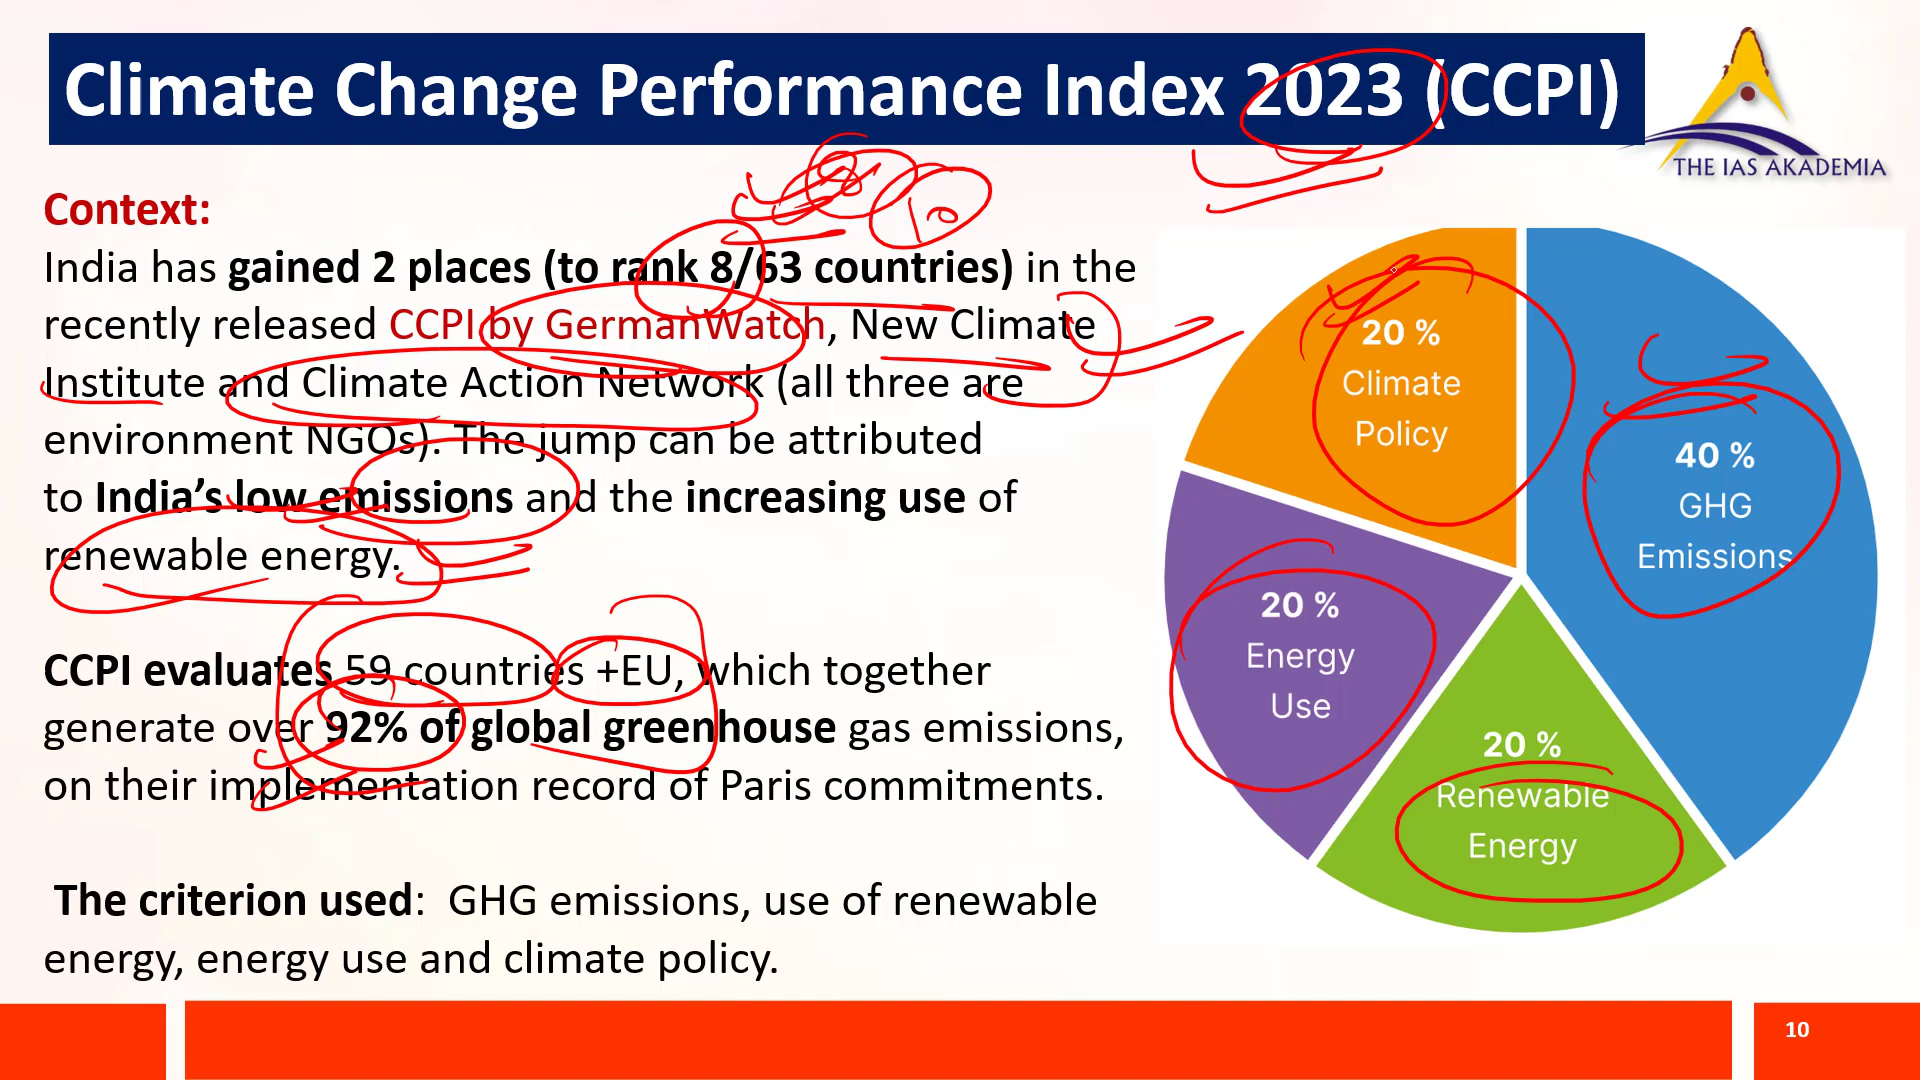 Climate Change Performance Index 2023 (CCPI)
THE IAS AKADEMIA
8
10
Context:
India has gained 2 places (to rank 8/63 countries) in the
recently released CCPI by GermanWatch, New Climate
Institute and Climate Action Network (all three are
environment NGOs). The jump can be attributed
to India’s low emissions and the increasing use of
renewable energy.
CCPI evaluates 59 countries +EU, which together
generate over 92% of global greenhouse gas emissions,
on their implementation record of Paris commitments.
The criterion used: GHG emissions, use of renewable
energy, energy use and climate policy.
20 %
Climate
Policy
40 %
GHG
Emissions
20 %
Energy
Use
20 %
Renewable
Energy
10